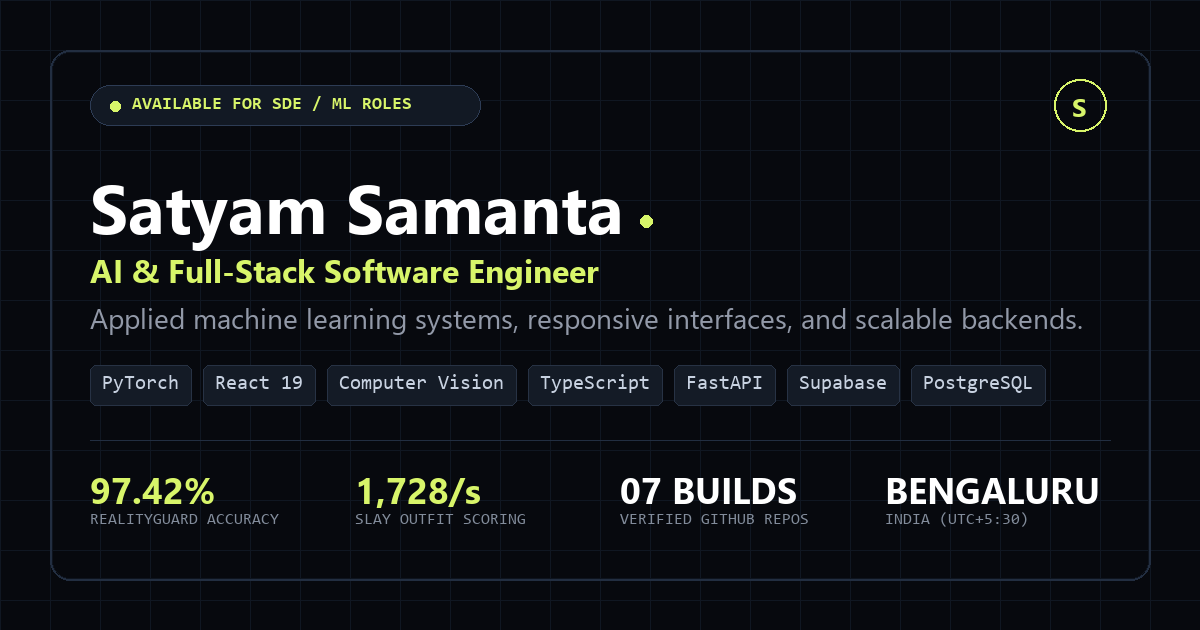 AVAILABLE FOR SDE / ML ROLES
S
Satyam Samanta
AI & Full-Stack Software Engineer
Applied machine learning systems, responsive interfaces, and scalable backends.
PyTorch React 19 Computer Vision TypeScript FastAPI Supabase PostgreSQL
97.42% 1,728/s 07 BUILDS BENGALURU
REALITYGUARD ACCURACY SLAY OUTFIT SCORING VERIFIED GITHUB REPOS INDIA (UTC+5:30)